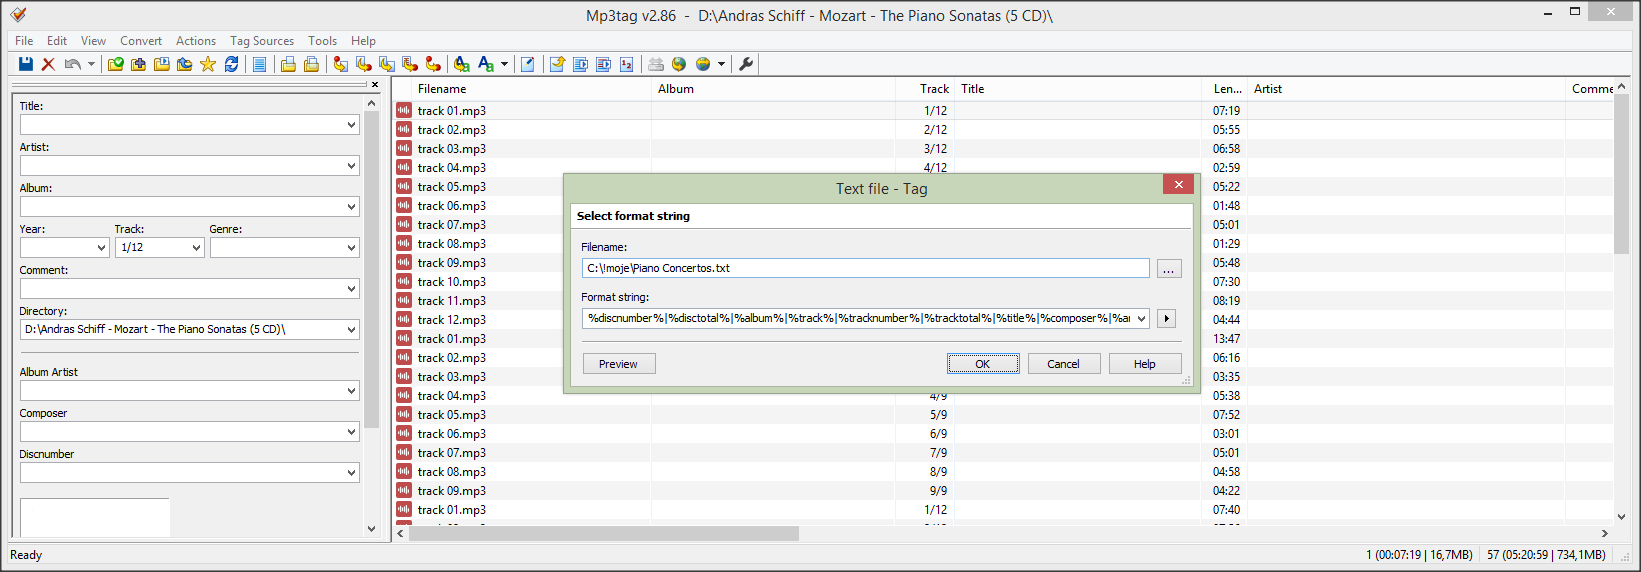 Mp3tag v2.86 - D:\Andras Schiff - Mozart - The Piano Sonatas (5 CD)\
File Edit View Convert Actions Tag Sources Tools Help
Title:
Artist:
Album:
Year: Track: Genre:
1/12
Comment:
Directory:
D:\Andras Schiff - Mozart - The Piano Sonatas (5 CD)\
Album Artist
Composer
Discnumber
Filename Album Track Title Len... Artist Comme
track 01.mp3 1/12 07:19
track 02.mp3 2/12 05:55
track 03.mp3 3/12 06:58
track 04.mp3 4/12 02:59
track 05.mp3 05:22
track 06.mp3 01:48
track 07.mp3 05:01
track 08.mp3 01:29
track 09.mp3 05:48
track 10.mp3 07:30
track 11.mp3 08:19
track 12.mp3 04:44
track 01.mp3 13:47
track 02.mp3 06:16
track 03.mp3 03:35
track 04.mp3 4/9 05:38
track 05.mp3 5/9 07:52
track 06.mp3 6/9 03:01
track 07.mp3 7/9 05:01
track 08.mp3 8/9 04:58
track 09.mp3 9/9 04:22
track 01.mp3 1/12 07:40
Text file - Tag
Select format string
Filename:
C:\!moje\Piano Concertos.txt
...
Format string:
%discnumber%|%disctotal%|%album%|%track%|%tracknumber%|%tracktotal%|%title%|%composer%|%ar
Preview OK Cancel Help
Ready 1 (00:07:19 | 16,7MB) 57 (05:20:59 | 734,1MB)